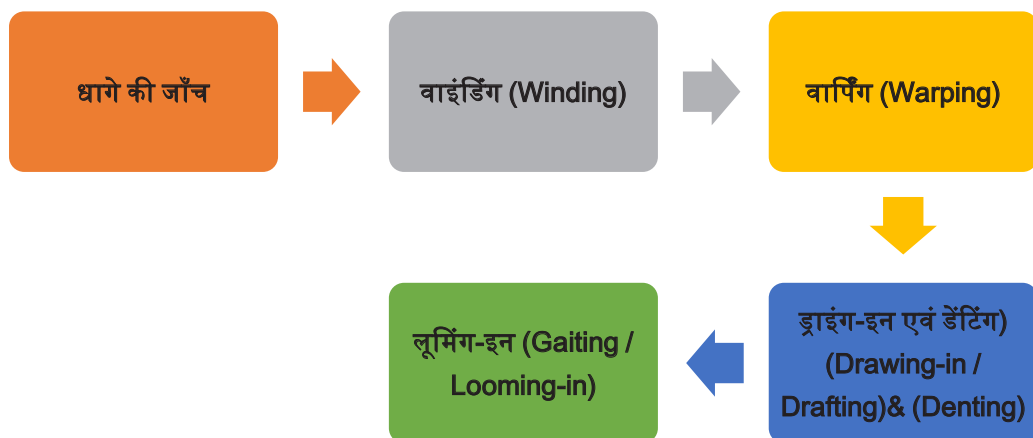 धागे की जाँच
वाइंडिंग (Winding)
वार्पिंग (Warping)
ड्राइंग-इन एवं डेंटिंग)
(Drawing-in /
Drafting)& (Denting)
लूमिंग-इन (Gaiting /
Looming-in)